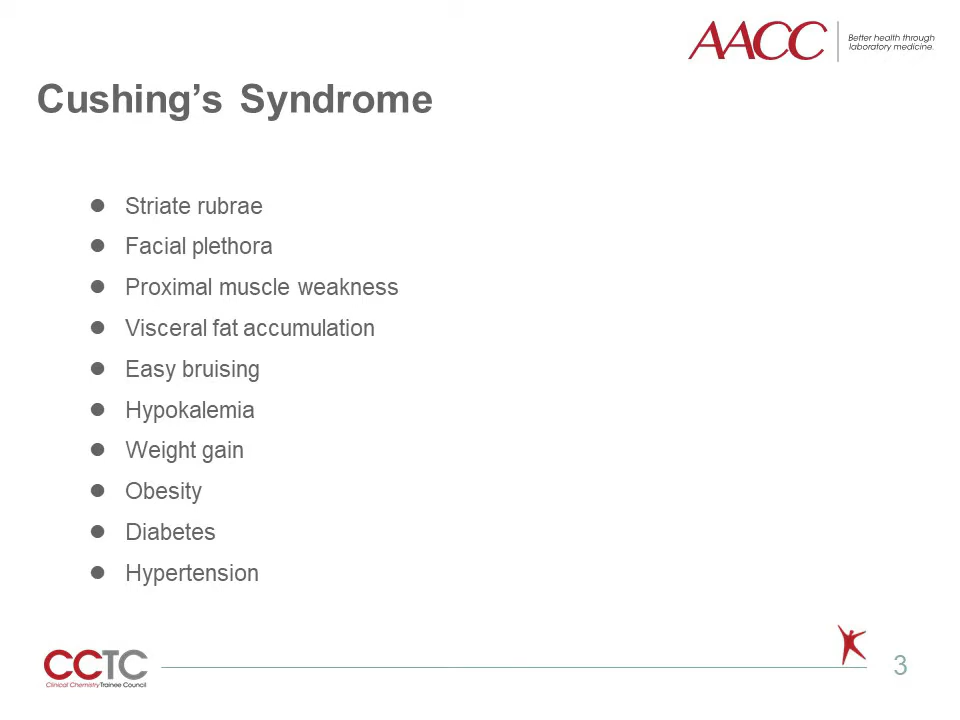 AACC
Better health through
laboratory medicine.
Cushing's Syndrome
Striate rubrae
Facial plethora
Proximal muscle weakness
Visceral fat accumulation
Easy bruising
Hypokalemia
Weight gain
Obesity
Diabetes
Hypertension
CCTC
Clinical Chemistry Trainee Council
3